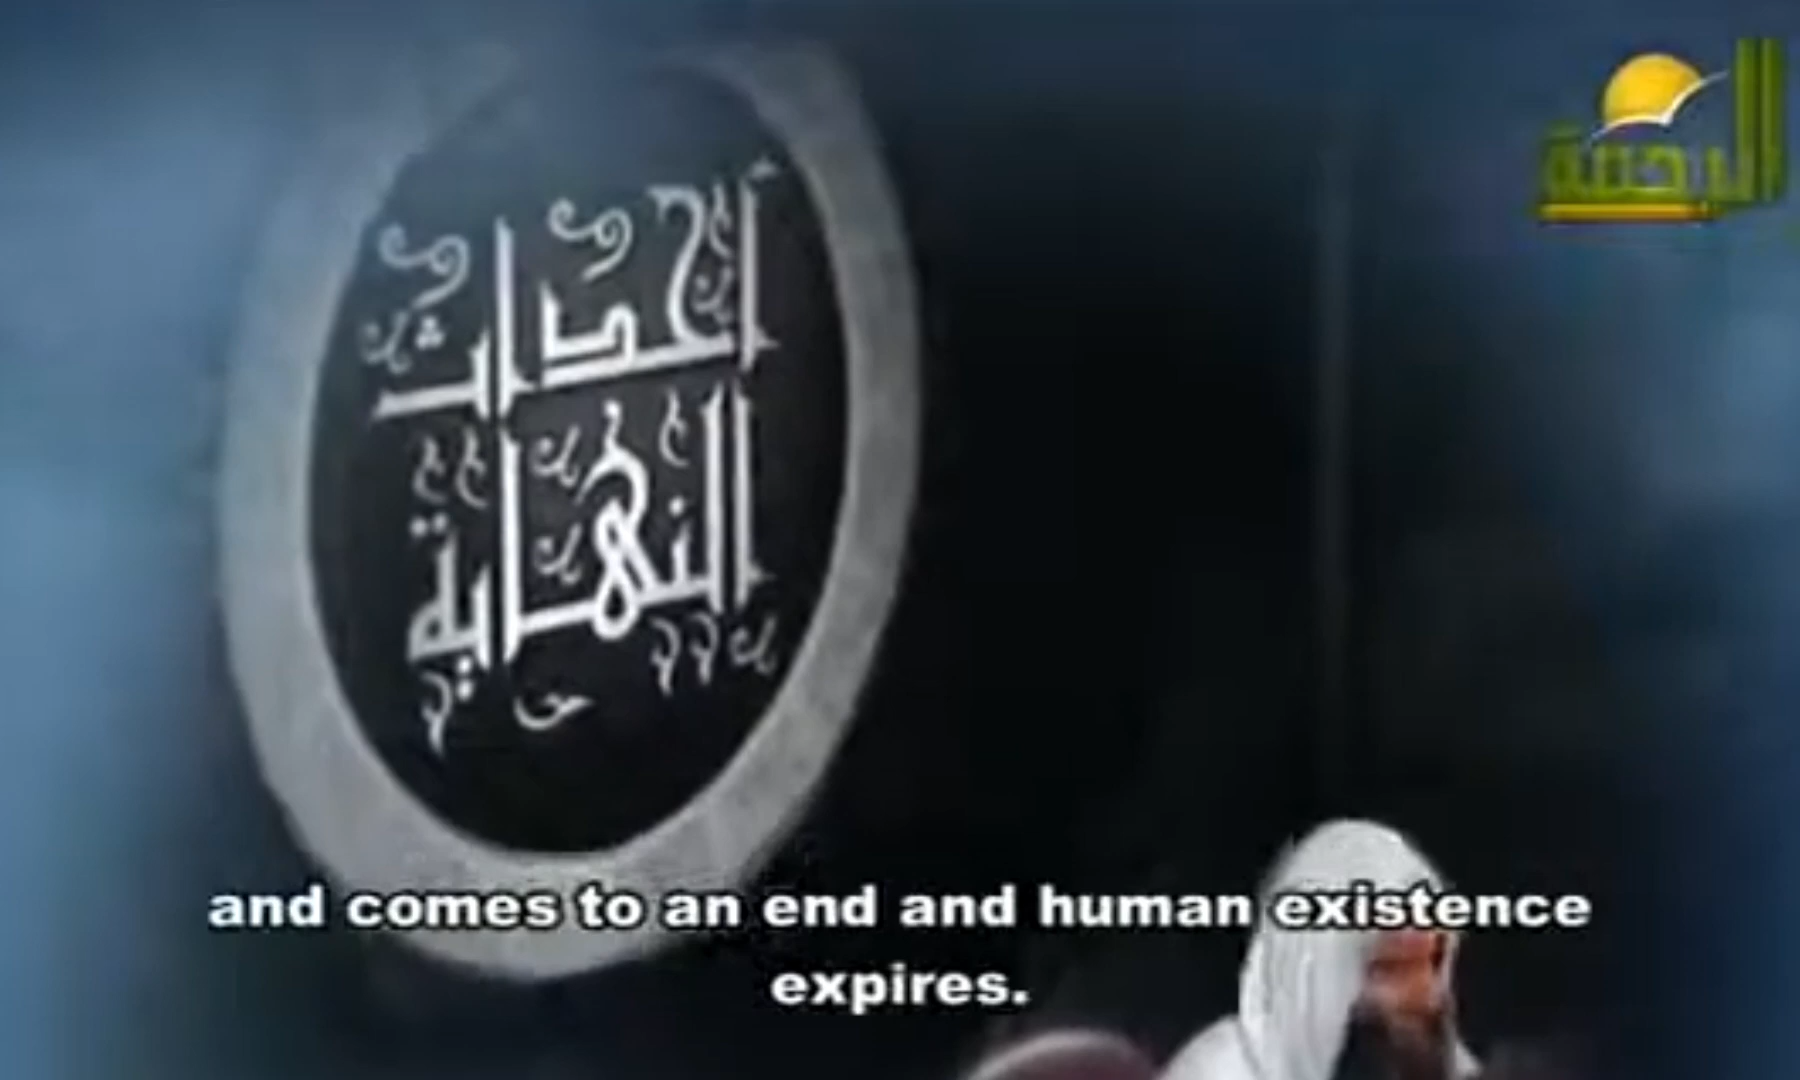 الرحمة
أحداث
النهاية
and comes to an end and human existence
expires.